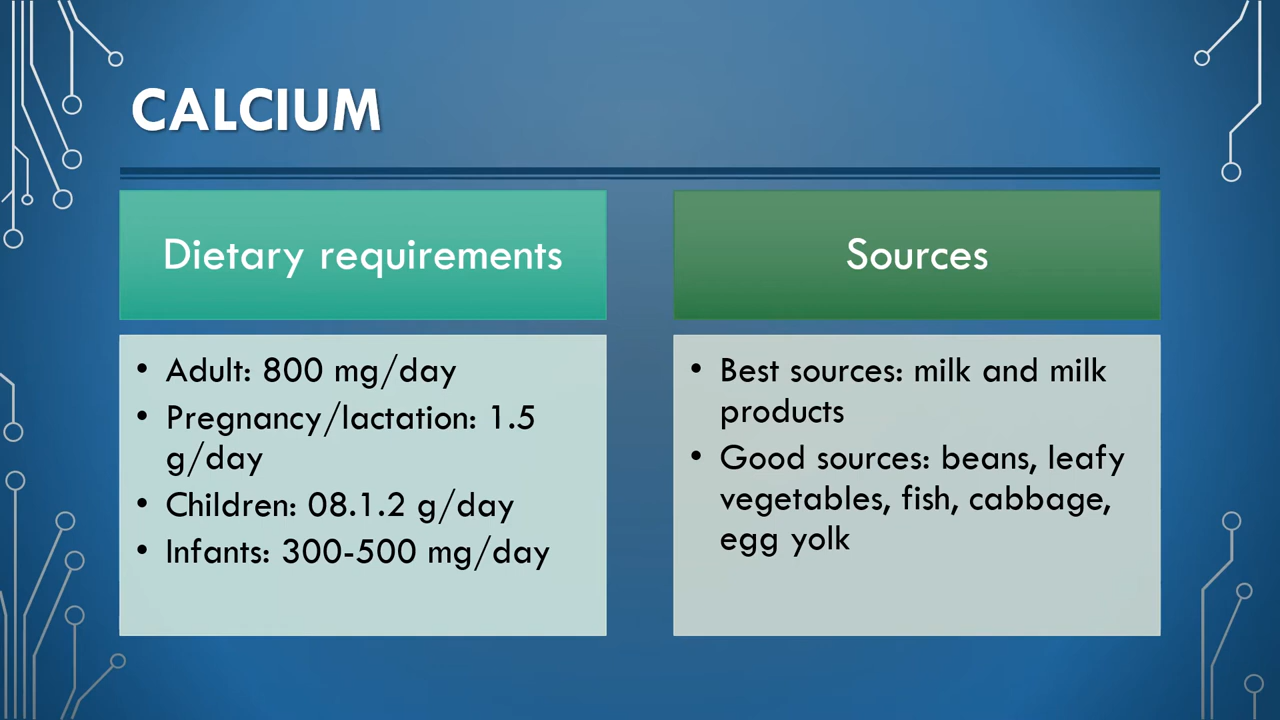 CALCIUM
Dietary requirements
• Adult: 800 mg/day
• Pregnancy/lactation: 1.5
g/day
• Children: 08.1.2 g/day
• Infants: 300-500 mg/day
Sources
• Best sources: milk and milk
products
• Good sources: beans, leafy
vegetables, fish, cabbage,
egg yolk